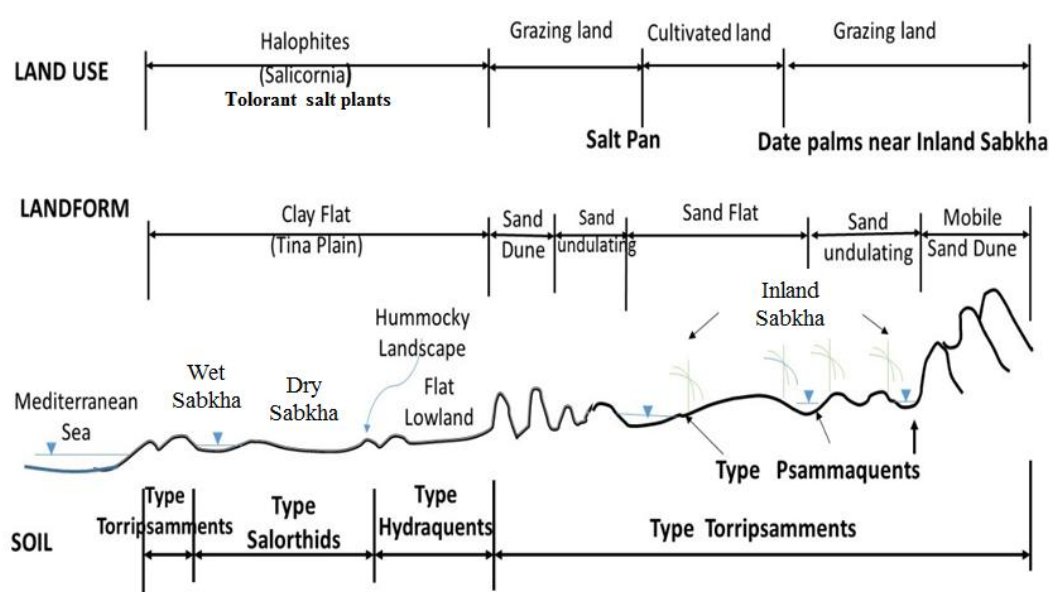 LAND USE
Halophites
(Salicornia)
Tolorant salt plants
Grazing land
Cultivated land
Grazing land
Salt Pan
Date palms near Inland Sabkha
LANDFORM
Clay Flat
(Tina Plain)
Sand
Dune
Sand
undulating
Sand Flat
Sand
undulating
Mobile
Sand Dune
Mediterranean
Sea
Wet
Sabkha
Dry
Sabkha
Hummocky
Landscape
Flat
Lowland
Inland
Sabkha
Type Psammaquents
SOIL
Type
Torripsamments
Type
Salorthids
Type
Hydraquents
Type Torripsamments